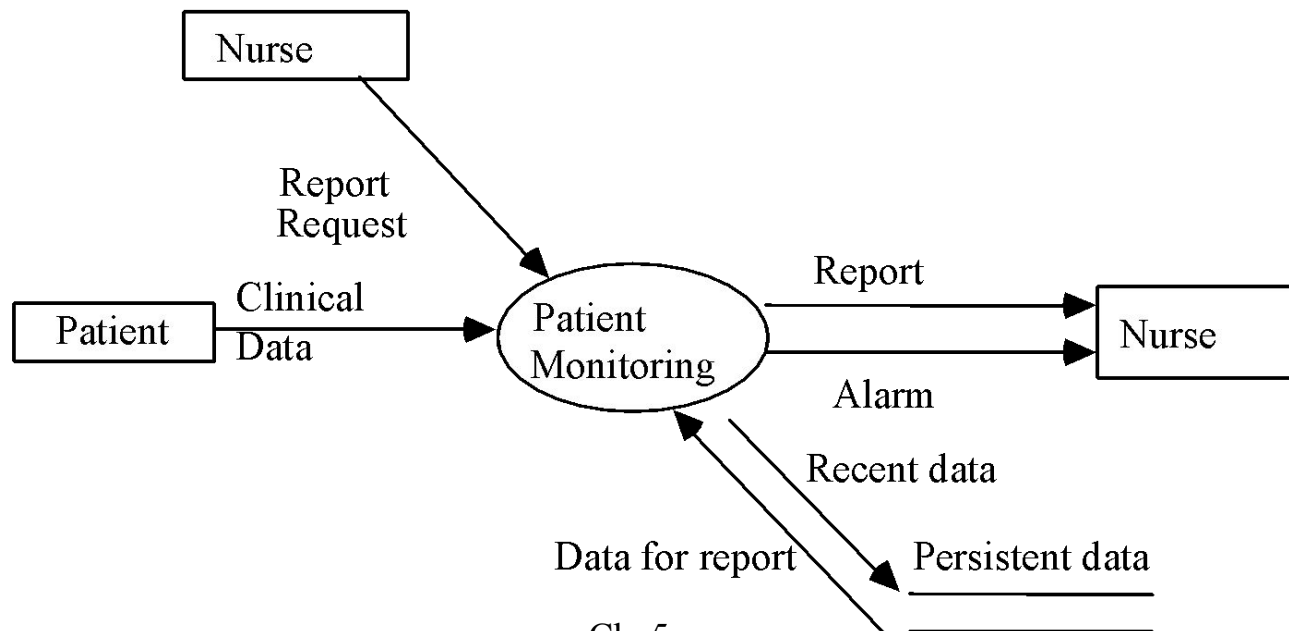 Nurse
Report
Request
Clinical
Data
Patient
Patient
Monitoring
Report
Alarm
Nurse
Recent data
Data for report
Persistent data